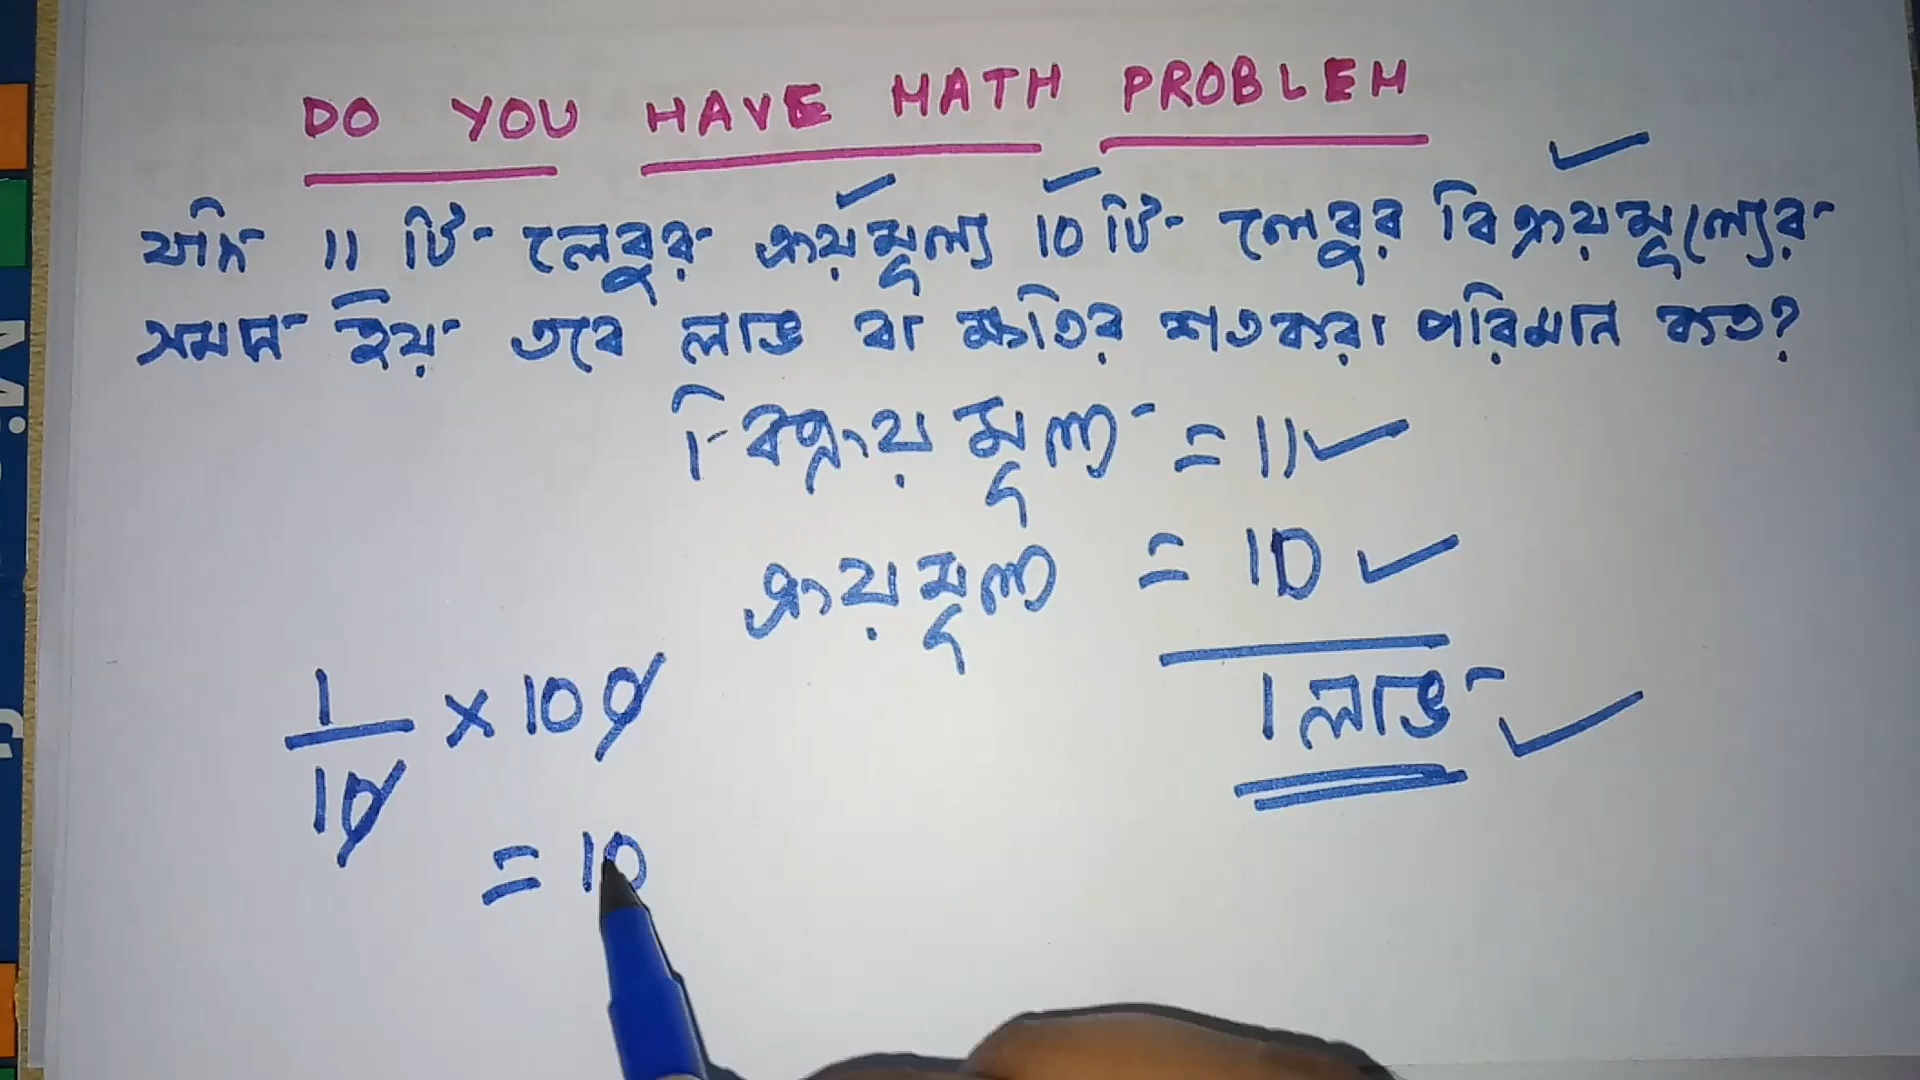 DO YOU HAVE MATH PROBLEM
যদি 11 টি লেবুর ক্রয়মূল্য 10 টি লেবুর বিক্রয়মূল্যের
সমান হয় তবে লাভ বা ক্ষতির শতকরা পরিমান কত?
বিক্রয় মূল্য = 11
ক্রয় মূল্য = 10
1 লাভ
1/10 × 100
= 10